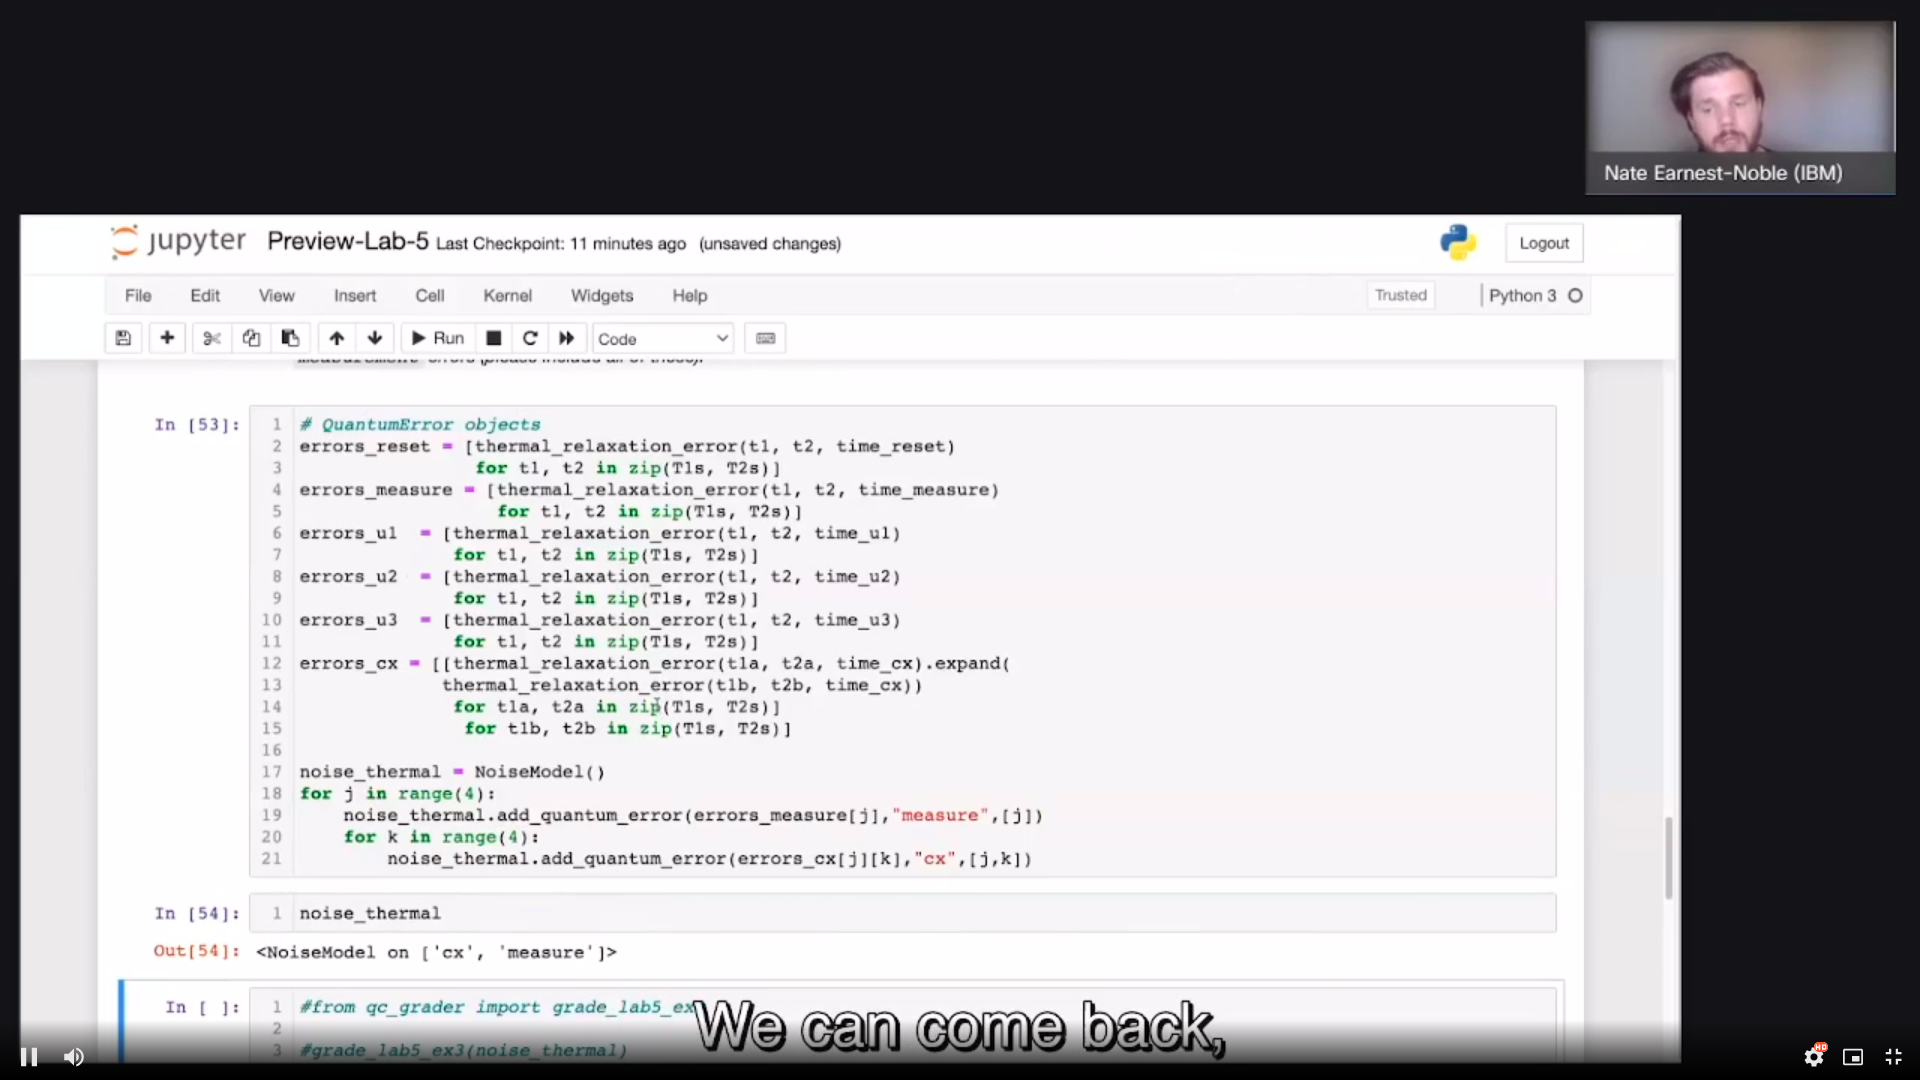 Nate Earnest-Noble (IBM)
jupyter Preview-Lab-5 Last Checkpoint: 11 minutes ago (unsaved changes) Logout
File Edit View Insert Cell Kernel Widgets Help Trusted Python 3
Run Code
In [53]:
1 # QuantumError objects
2 errors_reset = [thermal_relaxation_error(t1, t2, time_reset)
3 for t1, t2 in zip(T1s, T2s)]
4 errors_measure = [thermal_relaxation_error(t1, t2, time_measure)
5 for t1, t2 in zip(T1s, T2s)]
6 errors_u1 = [thermal_relaxation_error(t1, t2, time_u1)
7 for t1, t2 in zip(T1s, T2s)]
8 errors_u2 = [thermal_relaxation_error(t1, t2, time_u2)
9 for t1, t2 in zip(T1s, T2s)]
10 errors_u3 = [thermal_relaxation_error(t1, t2, time_u3)
11 for t1, t2 in zip(T1s, T2s)]
12 errors_cx = [[thermal_relaxation_error(t1a, t2a, time_cx).expand(
13 thermal_relaxation_error(t1b, t2b, time_cx))
14 for t1a, t2a in zip(T1s, T2s)]
15 for t1b, t2b in zip(T1s, T2s)]
16
17 noise_thermal = NoiseModel()
18 for j in range(4):
19 noise_thermal.add_quantum_error(errors_measure[j],"measure",[j])
20 for k in range(4):
21 noise_thermal.add_quantum_error(errors_cx[j][k],"cx",[j,k])
In [54]: 1 noise_thermal
Out[54]: <NoiseModel on ['cx', 'measure']>
In [ ]: 1 #from qc_grader import grade_lab5_ex
2
3 #grade_lab5_ex3(noise_thermal)
We can come back,
HD